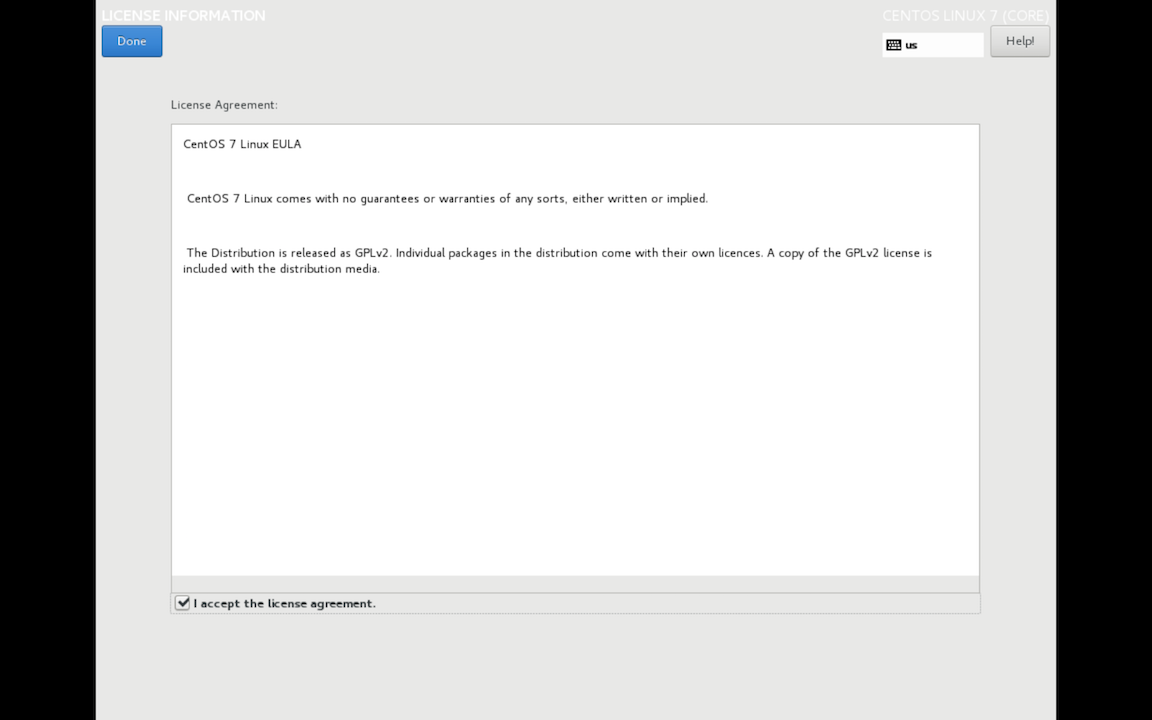 LICENSE INFORMATION
CENTOS LINUX 7 (CORE)
Done
us
Help!
License Agreement:
CentOS 7 Linux EULA
CentOS 7 Linux comes with no guarantees or warranties of any sorts, either written or implied.
The Distribution is released as GPLv2. Individual packages in the distribution come with their own licences. A copy of the GPLv2 license is
included with the distribution media.
I accept the license agreement.